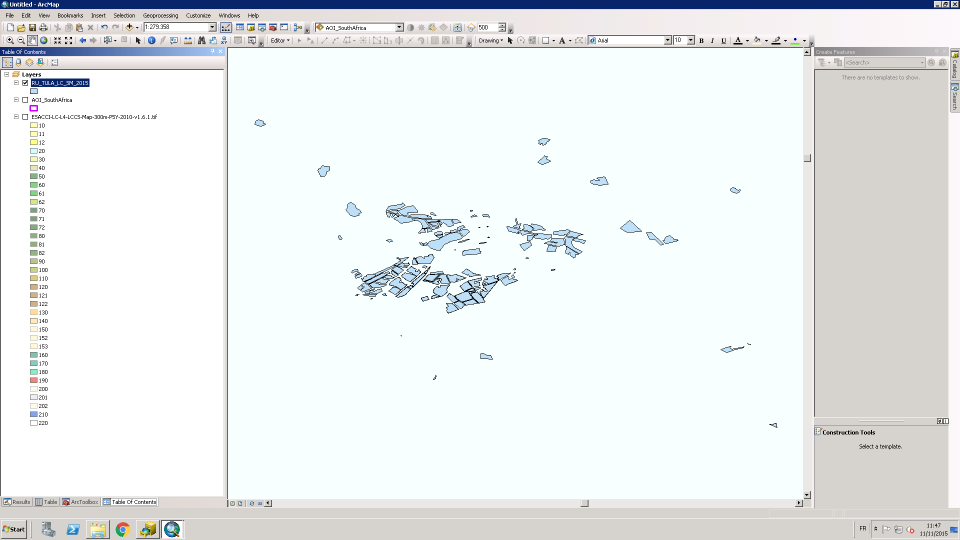 Untitled - ArcMap
File Edit View Bookmarks Insert Selection Geoprocessing Customize Windows Help
1:279.358 AOI_SouthAfrica 500
Editor Drawing Arial 10 B I U A
Table Of Contents
Create Features
Layers
RU_TULA_LC_SM_2015
AOI_SouthAfrica
ESACCI-LC-L4-LCCS-Map-300m-P5Y-2010-v1.6.1.tif
10
11
12
20
30
40
50
60
61
62
70
71
72
80
81
82
90
100
110
120
121
122
130
140
150
152
153
160
170
180
190
200
201
202
210
220
<Search>
There are no templates to show.
Catalog
Search
Construction Tools
Select a template.
Results Table ArcToolbox Table Of Contents
Start
FR
11:47
11/11/2015